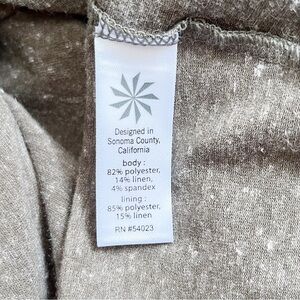 Designed in
Sonoma County,
California
body :
82% polyester,
14% linen,
4% spandex
lining :
85% polyester,
15% linen
RN #54023